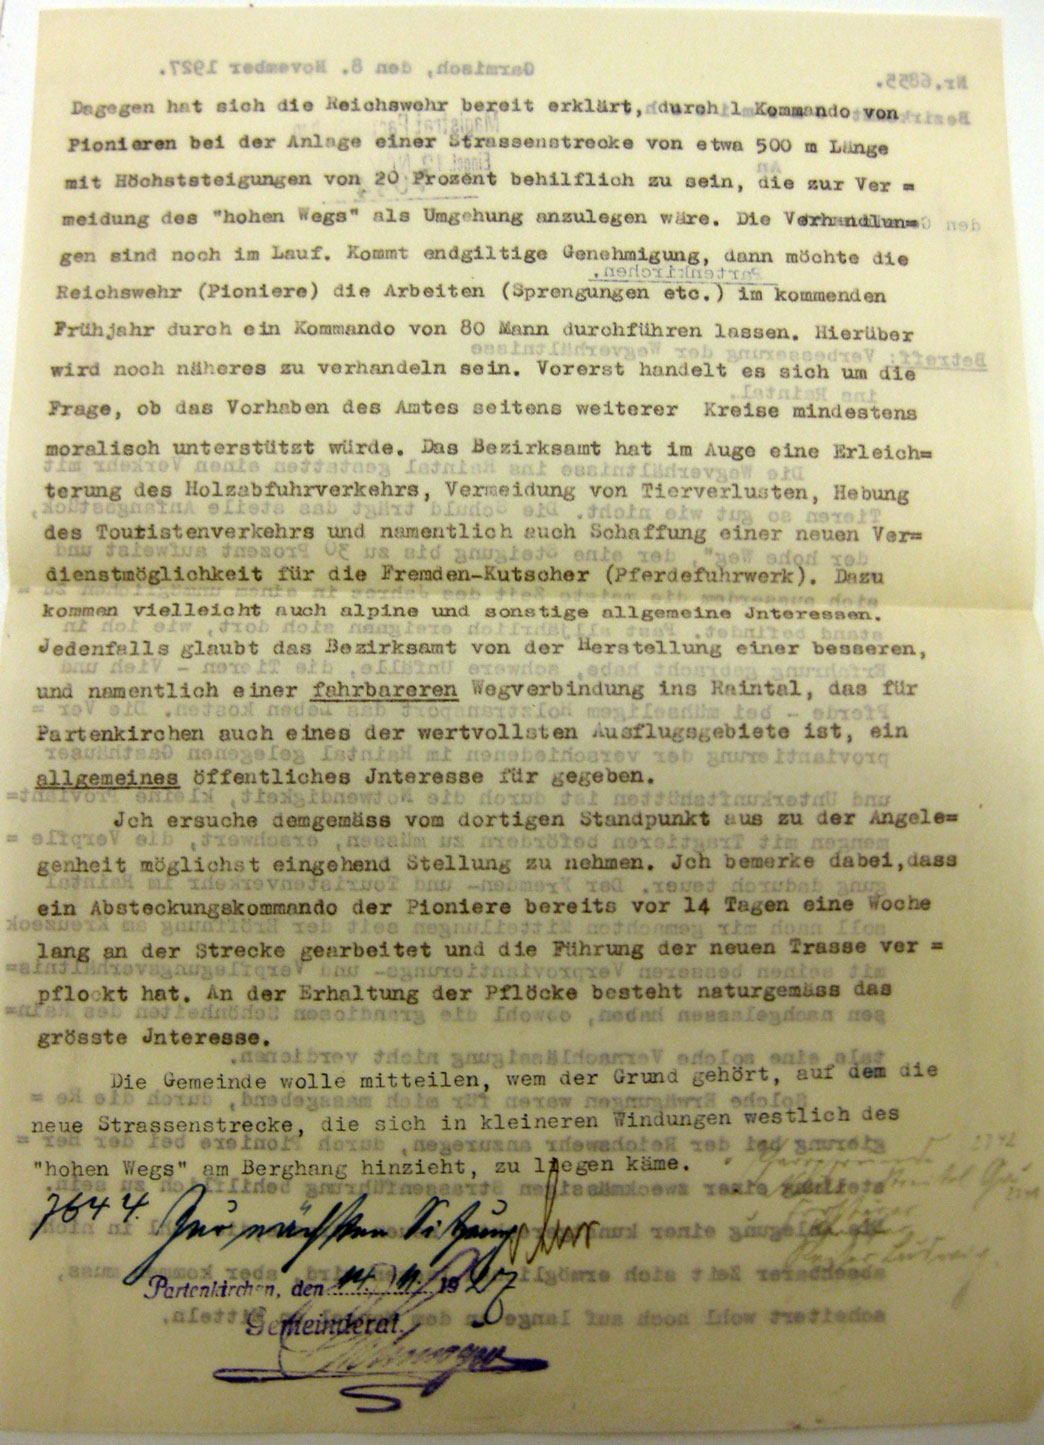 Dagegen hat sich die Reichswehr bereit erklärt, durch 1 Kommando von
Pionieren bei der Anlage einer Strassenstrecke von etwa 500 m Länge
mit Höchststeigungen von 20 Prozent behilflich zu sein, die zur Ver =
meidung des "hohen Wegs" als Umgehung anzulegen wäre. Die Verhandlun=
gen sind noch im Lauf. Kommt endgiltige Genehmigung, dann möchte die
Reichswehr (Pioniere) die Arbeiten (Sprengungen etc.) im kommenden
Frühjahr durch ein Kommando von 80 Mann durchführen lassen. Hierüber
wird noch näheres zu verhandeln sein. Vorerst handelt es sich um die
Frage, ob das Vorhaben des Amtes seitens weiterer Kreise mindestens
moralisch unterstützt würde. Das Bezirksamt hat im Auge eine Erleich=
terung des Holzabfuhrverkehrs, Vermeidung von Tierverlusten, Hebung
des Touristenverkehrs und namentlich auch Schaffung einer neuen Ver=
dienstmöglichkeit für die Fremden-Kutscher (Pferdefuhrwerk). Dazu
kommen vielleicht auch alpine und sonstige allgemeine Jnteressen.
Jedenfalls glaubt das Bezirksamt von der Herstellung einer besseren,
und namentlich einer fahrbareren Wegverbindung ins Raintal, das für
Partenkirchen auch eines der wertvollsten Ausflugsgebiete ist, ein
allgemeines öffentliches Jnteresse für gegeben.
Jch ersuche demgemäss vom dortigen Standpunkt aus zu der Angele=
genheit möglichst eingehend Stellung zu nehmen. Jch bemerke dabei, dass
ein Absteckungskommando der Pioniere bereits vor 14 Tagen eine Woche
lang an der Strecke gearbeitet und die Führung der neuen Trasse ver =
pflockt hat. An der Erhaltung der Pflöcke besteht naturgemäss das
grösste Jnteresse.
Die Gemeinde wolle mitteilen, wem der Grund gehört, auf dem die
neue Strassenstrecke, die sich in kleineren Windungen westlich des
"hohen Wegs" am Berghang hinzieht, zu liegen käme.
7644. Zur nächsten Sitzung
Partenkirchen, den 14. 11. 1927
Gemeinderat.